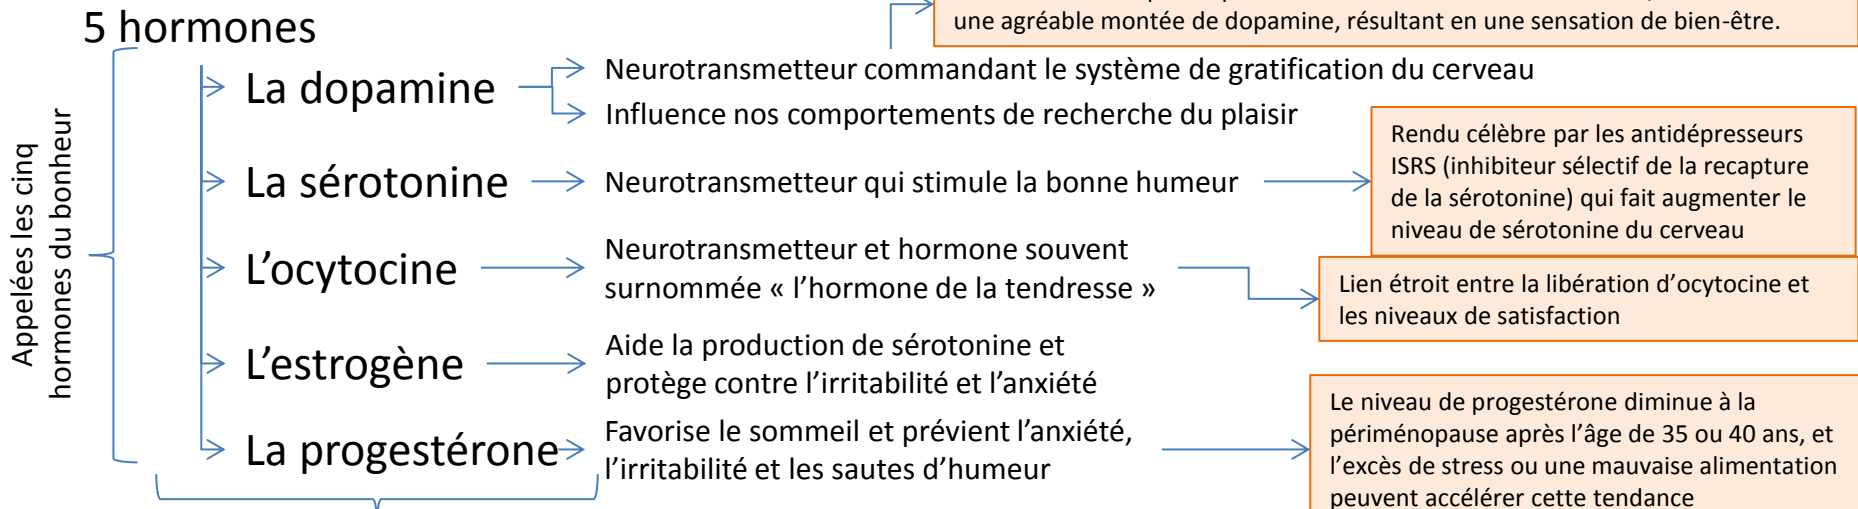 une agréable montée de dopamine, résultant en une sensation de bien-être.
5 hormones
Appelées les cinq
hormones du bonheur
La dopamine
Neurotransmetteur commandant le système de gratification du cerveau
Influence nos comportements de recherche du plaisir
La sérotonine
Neurotransmetteur qui stimule la bonne humeur
Rendu célèbre par les antidépresseurs
ISRS (inhibiteur sélectif de la recapture
de la sérotonine) qui fait augmenter le
niveau de sérotonine du cerveau
L'ocytocine
Neurotransmetteur et hormone souvent
surnommée « l'hormone de la tendresse »
Lien étroit entre la libération d'ocytocine et
les niveaux de satisfaction
L'estrogène
Aide la production de sérotonine et
protège contre l'irritabilité et l'anxiété
La progestérone
Favorise le sommeil et prévient l'anxiété,
l'irritabilité et les sautes d'humeur
Le niveau de progestérone diminue à la
périménopause après l'âge de 35 ou 40 ans, et
l'excès de stress ou une mauvaise alimentation
peuvent accélérer cette tendance